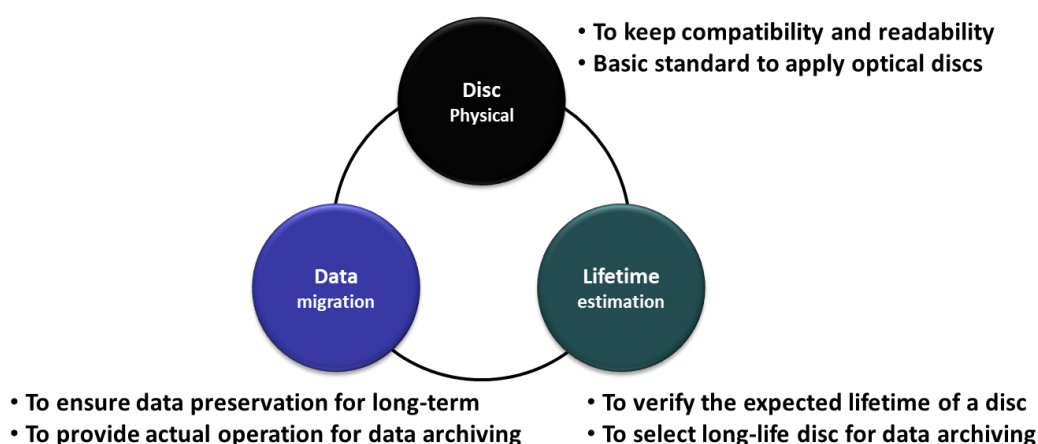 • To keep compatibility and readability
• Basic standard to apply optical discs
Disc
Physical
Data
migration
Lifetime
estimation
• To ensure data preservation for long-term
• To provide actual operation for data archiving
• To verify the expected lifetime of a disc
• To select long-life disc for data archiving